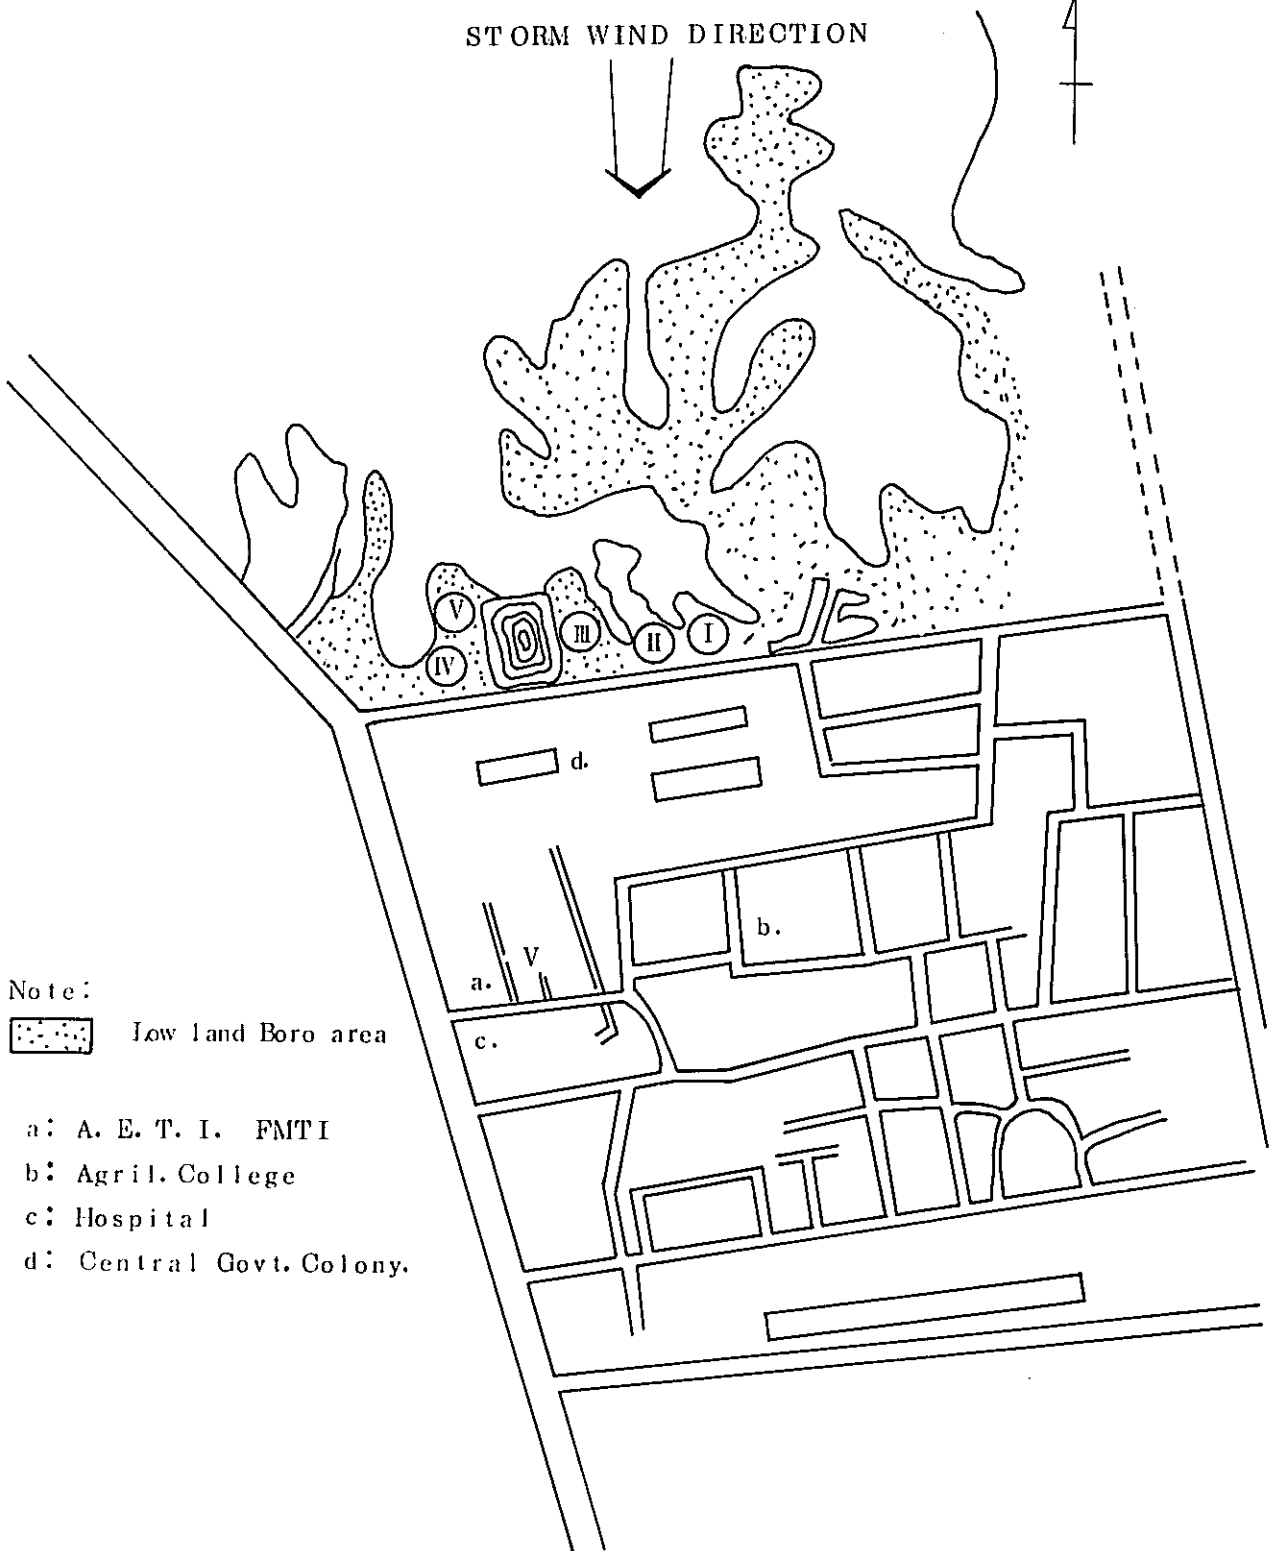 STORM WIND DIRECTION
V
III
II
I
IV
d.
b.
V
a.
c.
Note:
Low land Boro area
a: A. E. T. I. FMTI
b: Agril. College
c: Hospital
d: Central Govt. Colony.